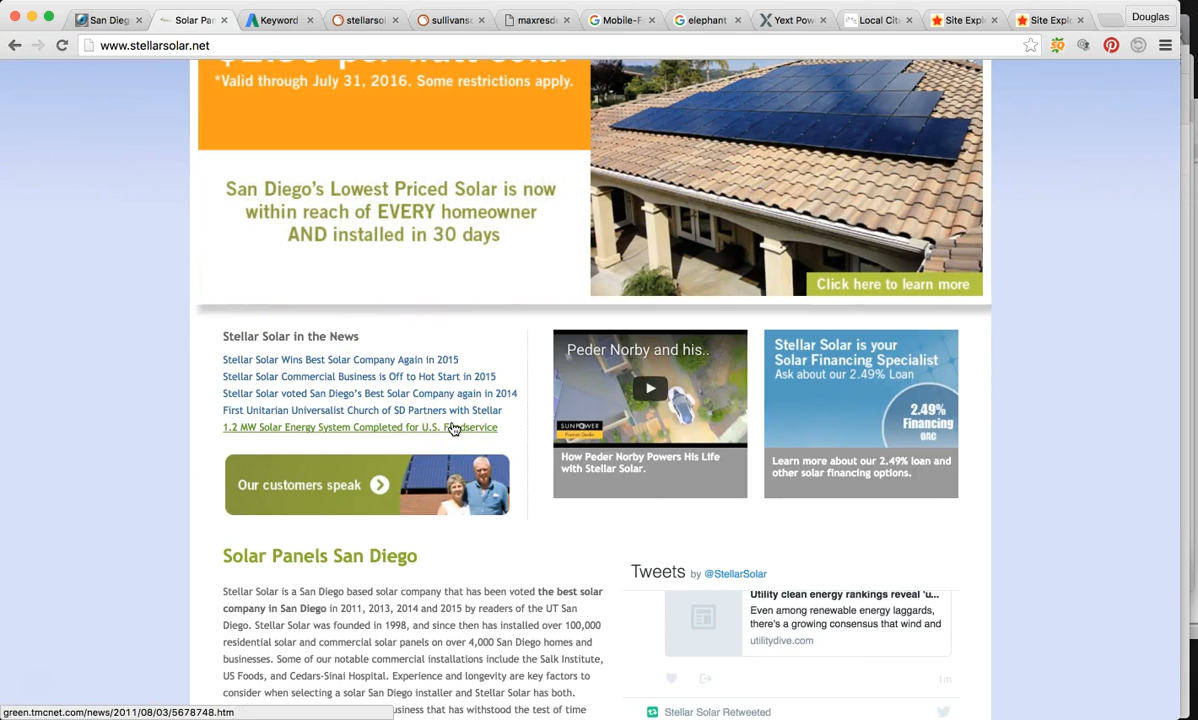 San Dieg
Solar Par
Keyword
stellarsol
sullivans
maxresde
Mobile-F
elephant
Yext Pow
Local Cit
Site Expl
Site Expl
Douglas
www.stellarsolar.net
*Valid through July 31, 2016. Some restrictions apply.
San Diego's Lowest Priced Solar is now
within reach of EVERY homeowner
AND installed in 30 days
Click here to learn more
Stellar Solar in the News
Stellar Solar Wins Best Solar Company Again in 2015
Stellar Solar Commercial Business is Off to Hot Start in 2015
Stellar Solar voted San Diego's Best Solar Company again in 2014
First Unitarian Universalist Church of SD Partners with Stellar
1.2 MW Solar Energy System Completed for U.S. Foodservice
Our customers speak
Peder Norby and his..
SUNPOWER
How Peder Norby Powers His Life
with Stellar Solar.
Stellar Solar is your
Solar Financing Specialist
Ask about our 2.49% Loan
2.49%
Financing
OAC
Learn more about our 2.49% loan and
other solar financing options.
Solar Panels San Diego
Stellar Solar is a San Diego based solar company that has been voted the best solar
company in San Diego in 2011, 2013, 2014 and 2015 by readers of the UT San
Diego. Stellar Solar was founded in 1998, and since then has installed over 100,000
residential solar and commercial solar panels on over 4,000 San Diego homes and
businesses. Some of our notable commercial installations include the Salk Institute,
US Foods, and Cedars-Sinai Hospital. Experience and longevity are key factors to
consider when selecting a solar San Diego installer and Stellar Solar has both.
business that has withstood the test of time
Tweets by @StellarSolar
Utility clean energy rankings reveal 'u...
Even among renewable energy laggards,
there's a growing consensus that wind and
utilitydive.com
1m
Stellar Solar Retweeted
green.tmcnet.com/news/2011/08/03/5678748.htm